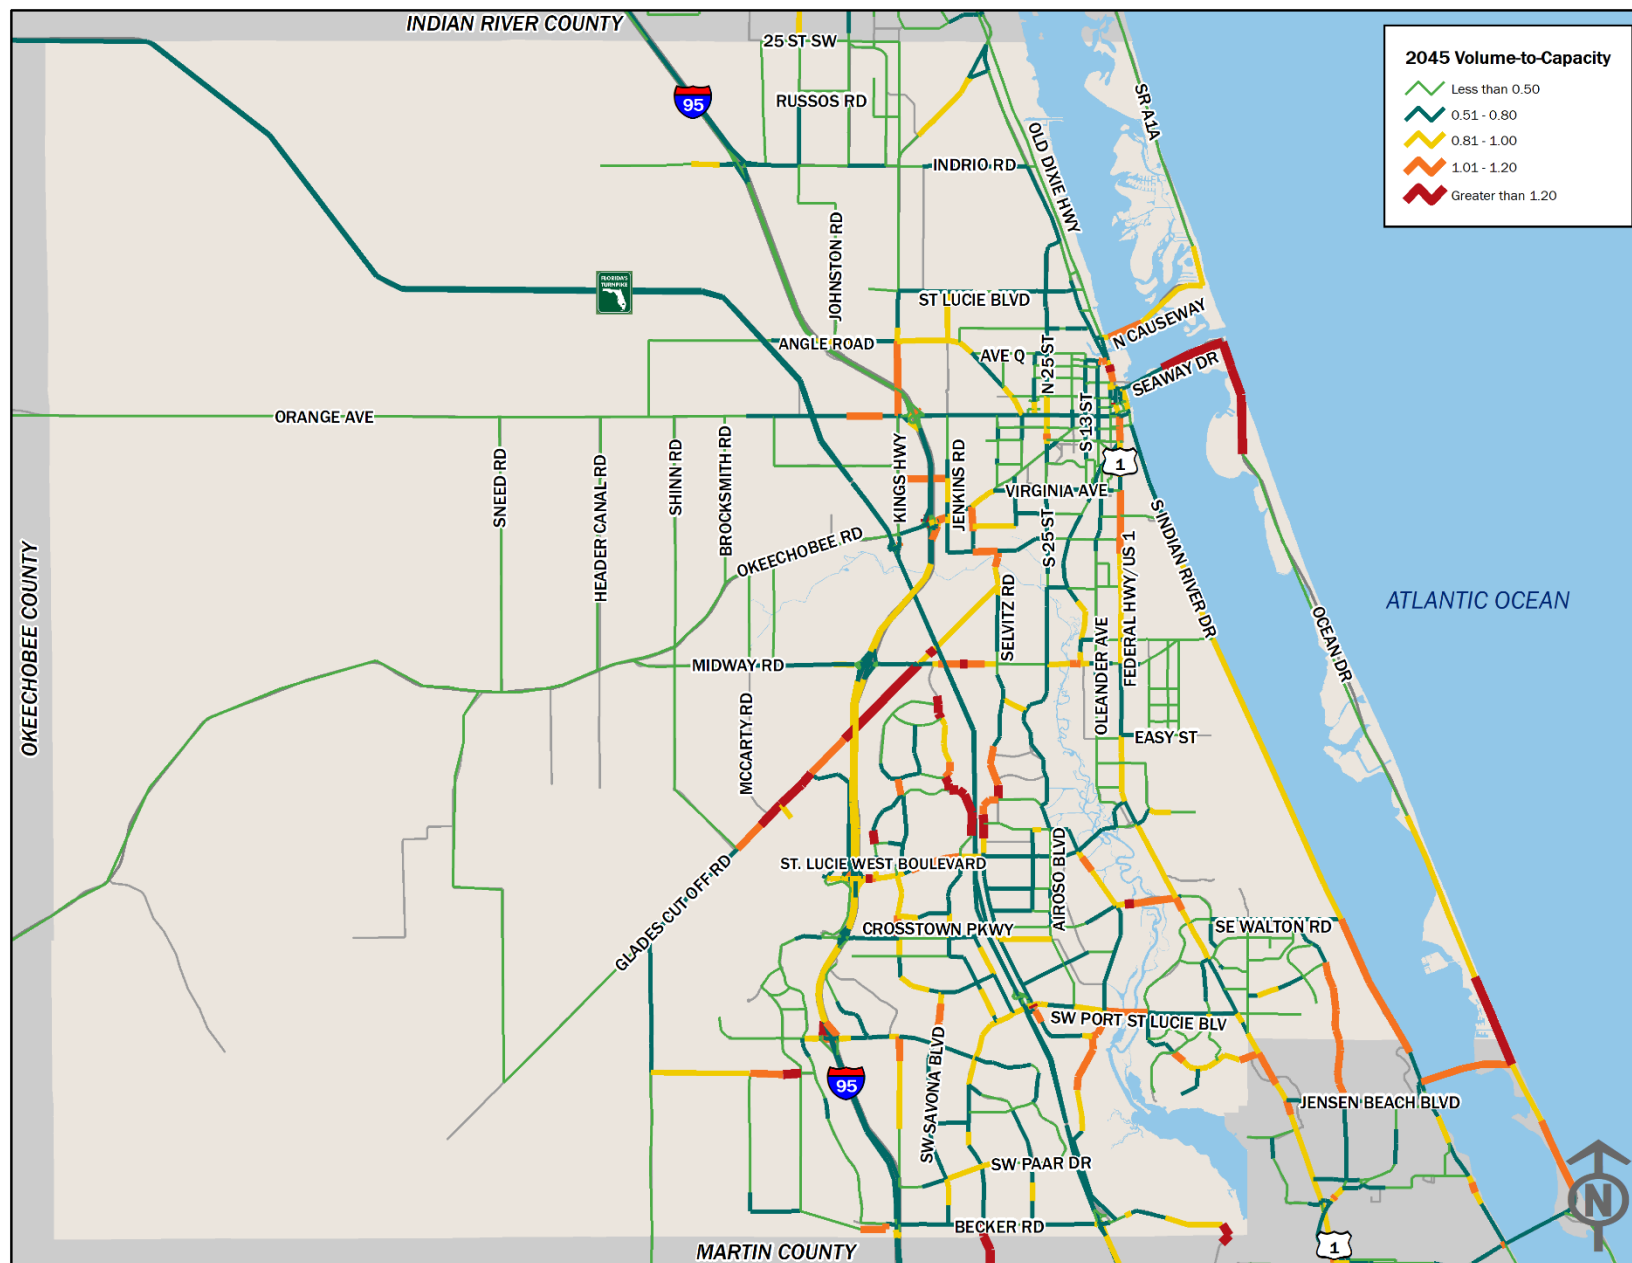 INDIAN RIVER COUNTY
25 ST SW
95
RUSSOS RD
SR A1A
2045 Volume-to-Capacity
Less than 0.50
0.51 - 0.80
0.81 - 1.00
1.01 - 1.20
Greater than 1.20
OLD DIXIE HWY
INDRIO RD
JOHNSTON RD
FLORIDA'S
TURNPIKE
ST LUCIE BLVD
N CAUSEWAY
ANGLE ROAD
AVE Q
N 25 ST
SEAWAY DR
ORANGE AVE
S 13 ST
SNEED RD
HEADER CANAL RD
SHINN RD
BROCKSMITH RD
KINGS HWY
JENKINS RD
1
VIRGINIA AVE
S 25 ST
S INDIAN RIVER DR
OKEECHOBEE RD
FEDERAL HWY/US 1
OKEECHOBEE COUNTY
SELVITZ RD
OLEANDER AVE
ATLANTIC OCEAN
OCEAN DR
MIDWAY RD
MCCARTY RD
EASY ST
ST. LUCIE WEST BOULEVARD
AIROSO BLVD
GLADES CUT OFF RD
CROSSTOWN PKWY
SE WALTON RD
SW PORT ST LUCIE BLV
SW SAVONA BLVD
95
JENSEN BEACH BLVD
SW PAAR DR
BECKER RD
N
MARTIN COUNTY
1